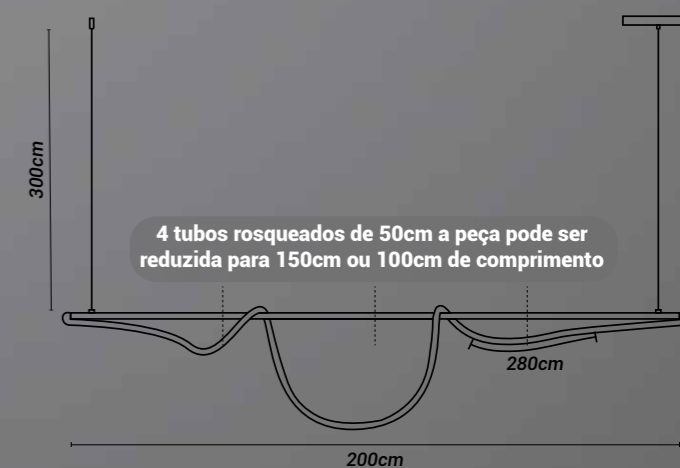 300cm
4 tubos rosqueados de 50cm a peça pode ser
reduzida para 150cm ou 100cm de comprimento
280cm
200cm